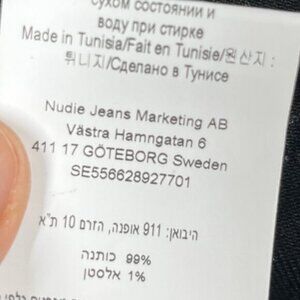 сухом состоянии и
воду при стирке
Made in Tunisia/Fait en Tunisie/원산지 :
튀니지/Сделано в Тунисе
Nudie Jeans Marketing AB
Västra Hamngatan 6
411 17 GÖTEBORG Sweden
SE556628927701
היבואן: 911 אופנה, הזרם 10 ת"א
99% כותנה
1% אלסטן